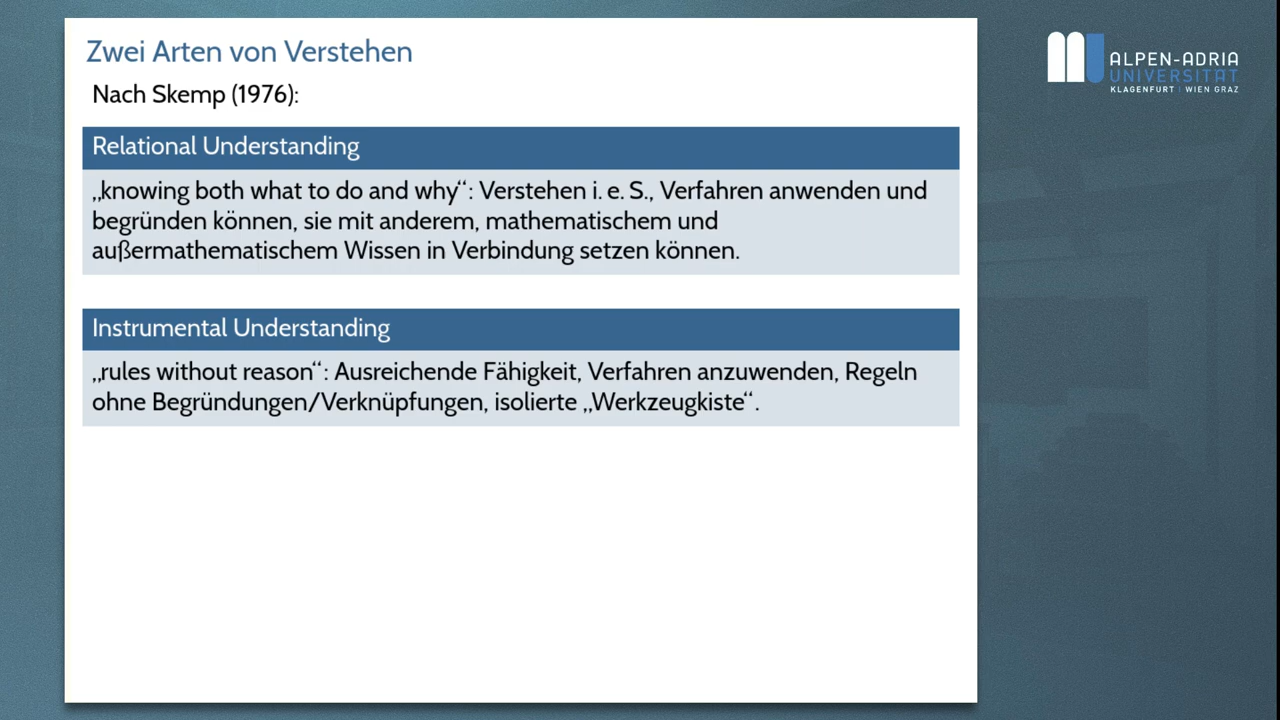 Zwei Arten von Verstehen
Nach Skemp (1976):
Relational Understanding
„knowing both what to do and why“: Verstehen i. e. S., Verfahren anwenden und
begründen können, sie mit anderem, mathematischem und
außermathematischem Wissen in Verbindung setzen können.
Instrumental Understanding
„rules without reason“: Ausreichende Fähigkeit, Verfahren anzuwenden, Regeln
ohne Begründungen/Verknüpfungen, isolierte „Werkzeugkiste“.
ALPEN-ADRIA
UNIVERSITÄT
KLAGENFURT | WIEN GRAZ